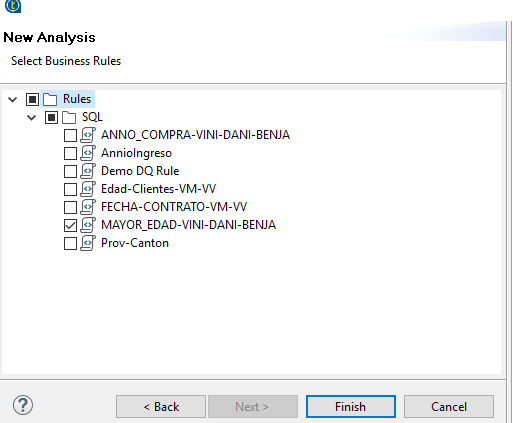 New Analysis
Select Business Rules
Rules
SQL
ANNO_COMPRA-VINI-DANI-BENJA
AnnioIngreso
Demo DQ Rule
Edad-Clientes-VM-VV
FECHA-CONTRATO-VM-VV
MAYOR_EDAD-VINI-DANI-BENJA
Prov-Canton
? < Back Next > Finish Cancel